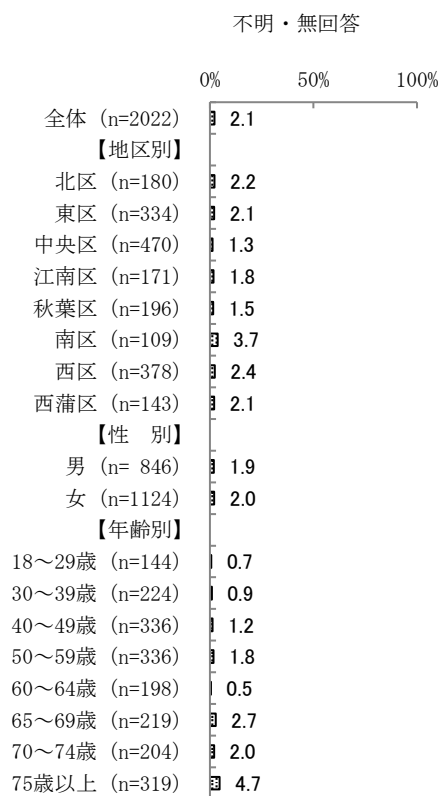 不明・無回答
0% 50% 100%
全体 (n=2022) 2.1
【地区別】
北区 (n=180) 2.2
東区 (n=334) 2.1
中央区 (n=470) 1.3
江南区 (n=171) 1.8
秋葉区 (n=196) 1.5
南区 (n=109) 3.7
西区 (n=378) 2.4
西蒲区 (n=143) 2.1
【性　別】
男 (n= 846) 1.9
女 (n=1124) 2.0
【年齢別】
18～29歳 (n=144) 0.7
30～39歳 (n=224) 0.9
40～49歳 (n=336) 1.2
50～59歳 (n=336) 1.8
60～64歳 (n=198) 0.5
65～69歳 (n=219) 2.7
70～74歳 (n=204) 2.0
75歳以上 (n=319) 4.7